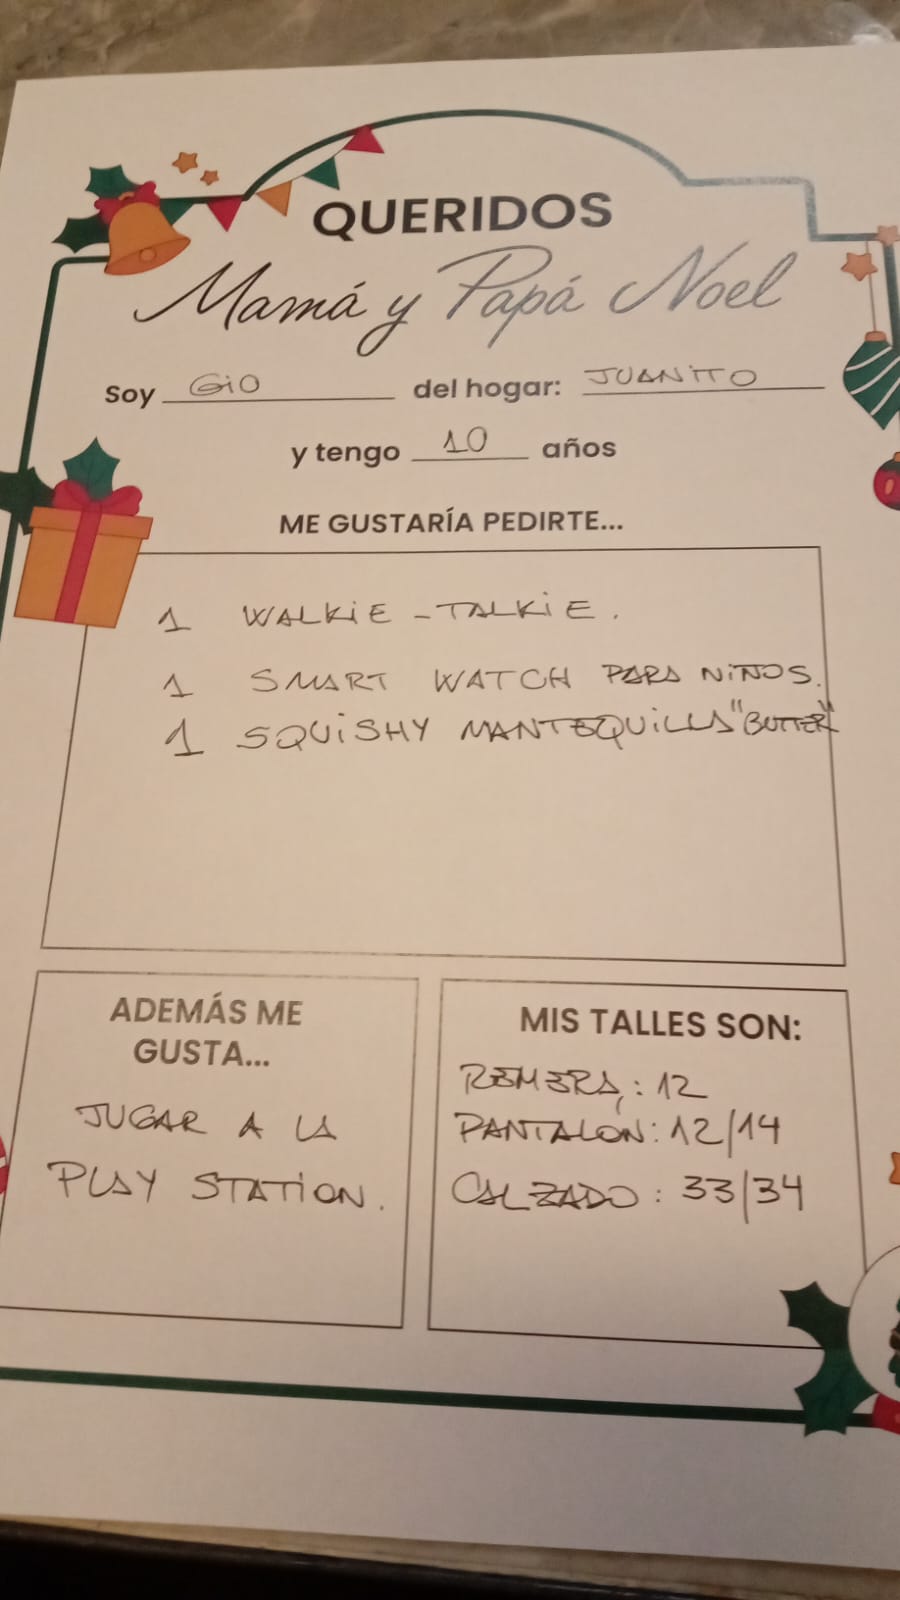 QUERIDOS
Mamá y Papá Noel
Soy GIO del hogar: JUANITO
y tengo 10 años
ME GUSTARÍA PEDIRTE...
1 WALKIE-TALKIE.
1 SMART WATCH PARA NIÑOS.
1 SQUISHY MANTEQUILLA "BUTTER"
ADEMÁS ME
GUSTA...
JUGAR A LA
PLAY STATION.
MIS TALLES SON:
REMERA: 12
PANTALÓN: 12/14
CALZADO: 33/34